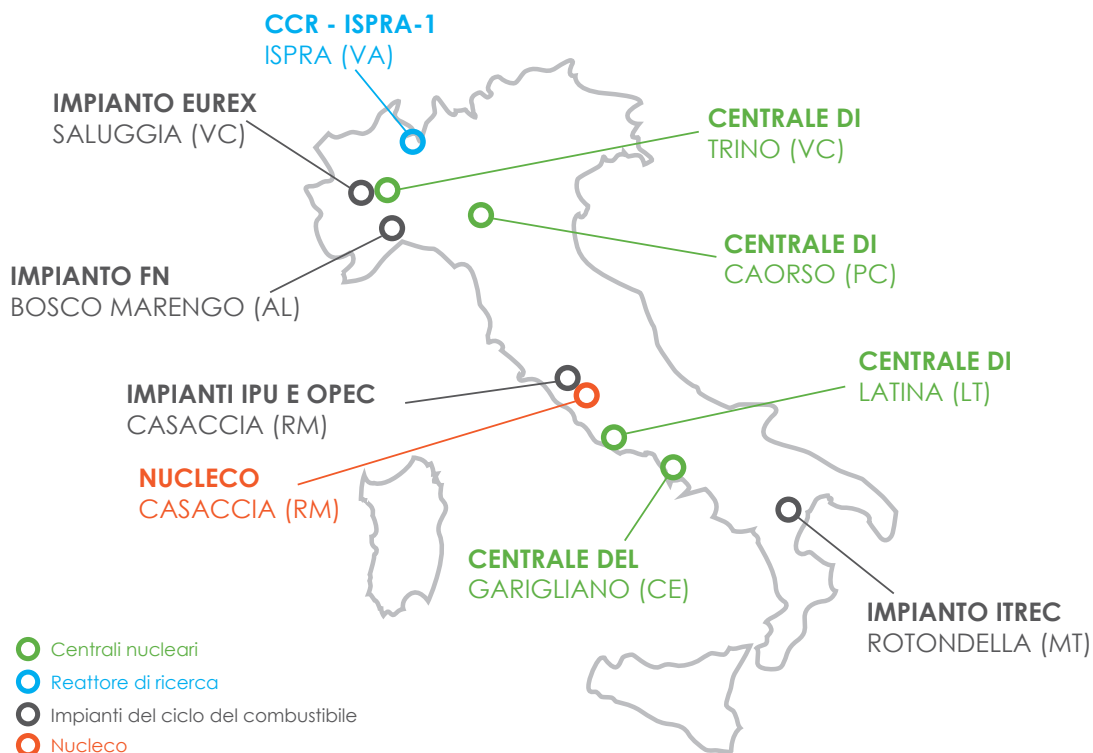 CCR - ISPRA-1
ISPRA (VA)
IMPIANTO EUREX
SALUGGIA (VC)
CENTRALE DI
TRINO (VC)
CENTRALE DI
CAORSO (PC)
IMPIANTO FN
BOSCO MARENGO (AL)
CENTRALE DI
LATINA (LT)
IMPIANTI IPU E OPEC
CASACCIA (RM)
NUCLECO
CASACCIA (RM)
CENTRALE DEL
GARIGLIANO (CE)
IMPIANTO ITREC
ROTONDELLA (MT)
Centrali nucleari
Reattore di ricerca
Impianti del ciclo del combustibile
Nucleco